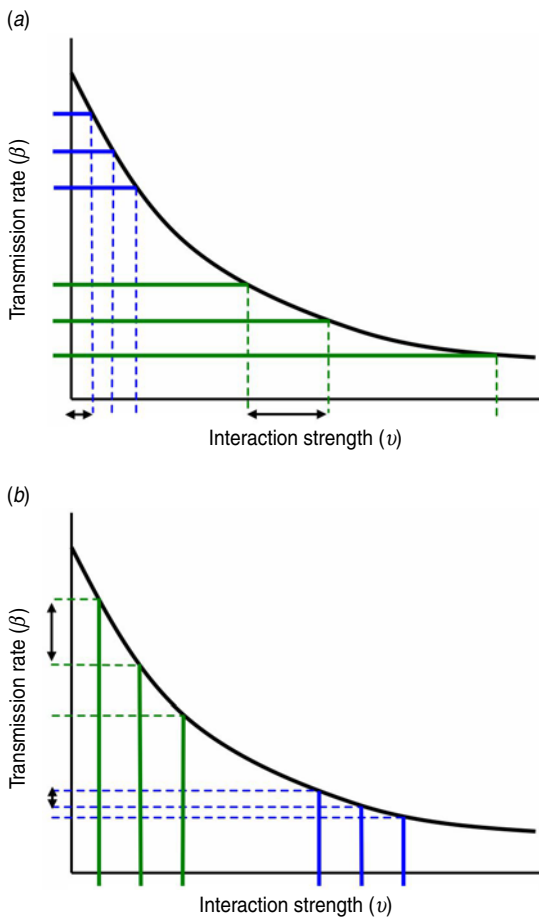 (a)
Transmission rate (β)
Interaction strength (υ)
(b)
Transmission rate (β)
Interaction strength (υ)